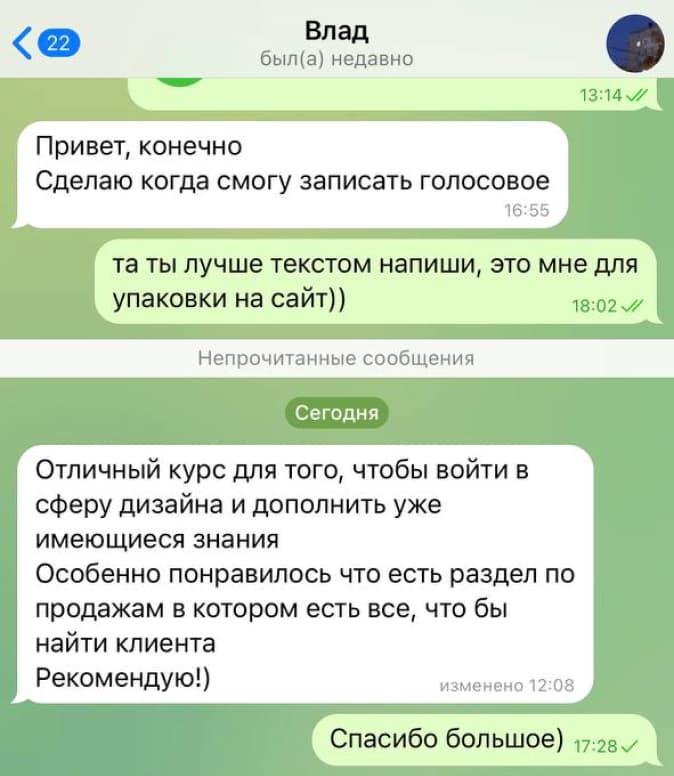 22
Влад
был(а) недавно
13:14
Привет, конечно
Сделаю когда смогу записать голосовое
16:55
та ты лучше текстом напиши, это мне для
упаковки на сайт))
18:02
Непрочитанные сообщения
Сегодня
Отличный курс для того, чтобы войти в
сферу дизайна и дополнить уже
имеющиеся знания
Особенно понравилось что есть раздел по
продажам в котором есть все, что бы
найти клиента
Рекомендую!)
изменено 12:08
Спасибо большое)
17:28